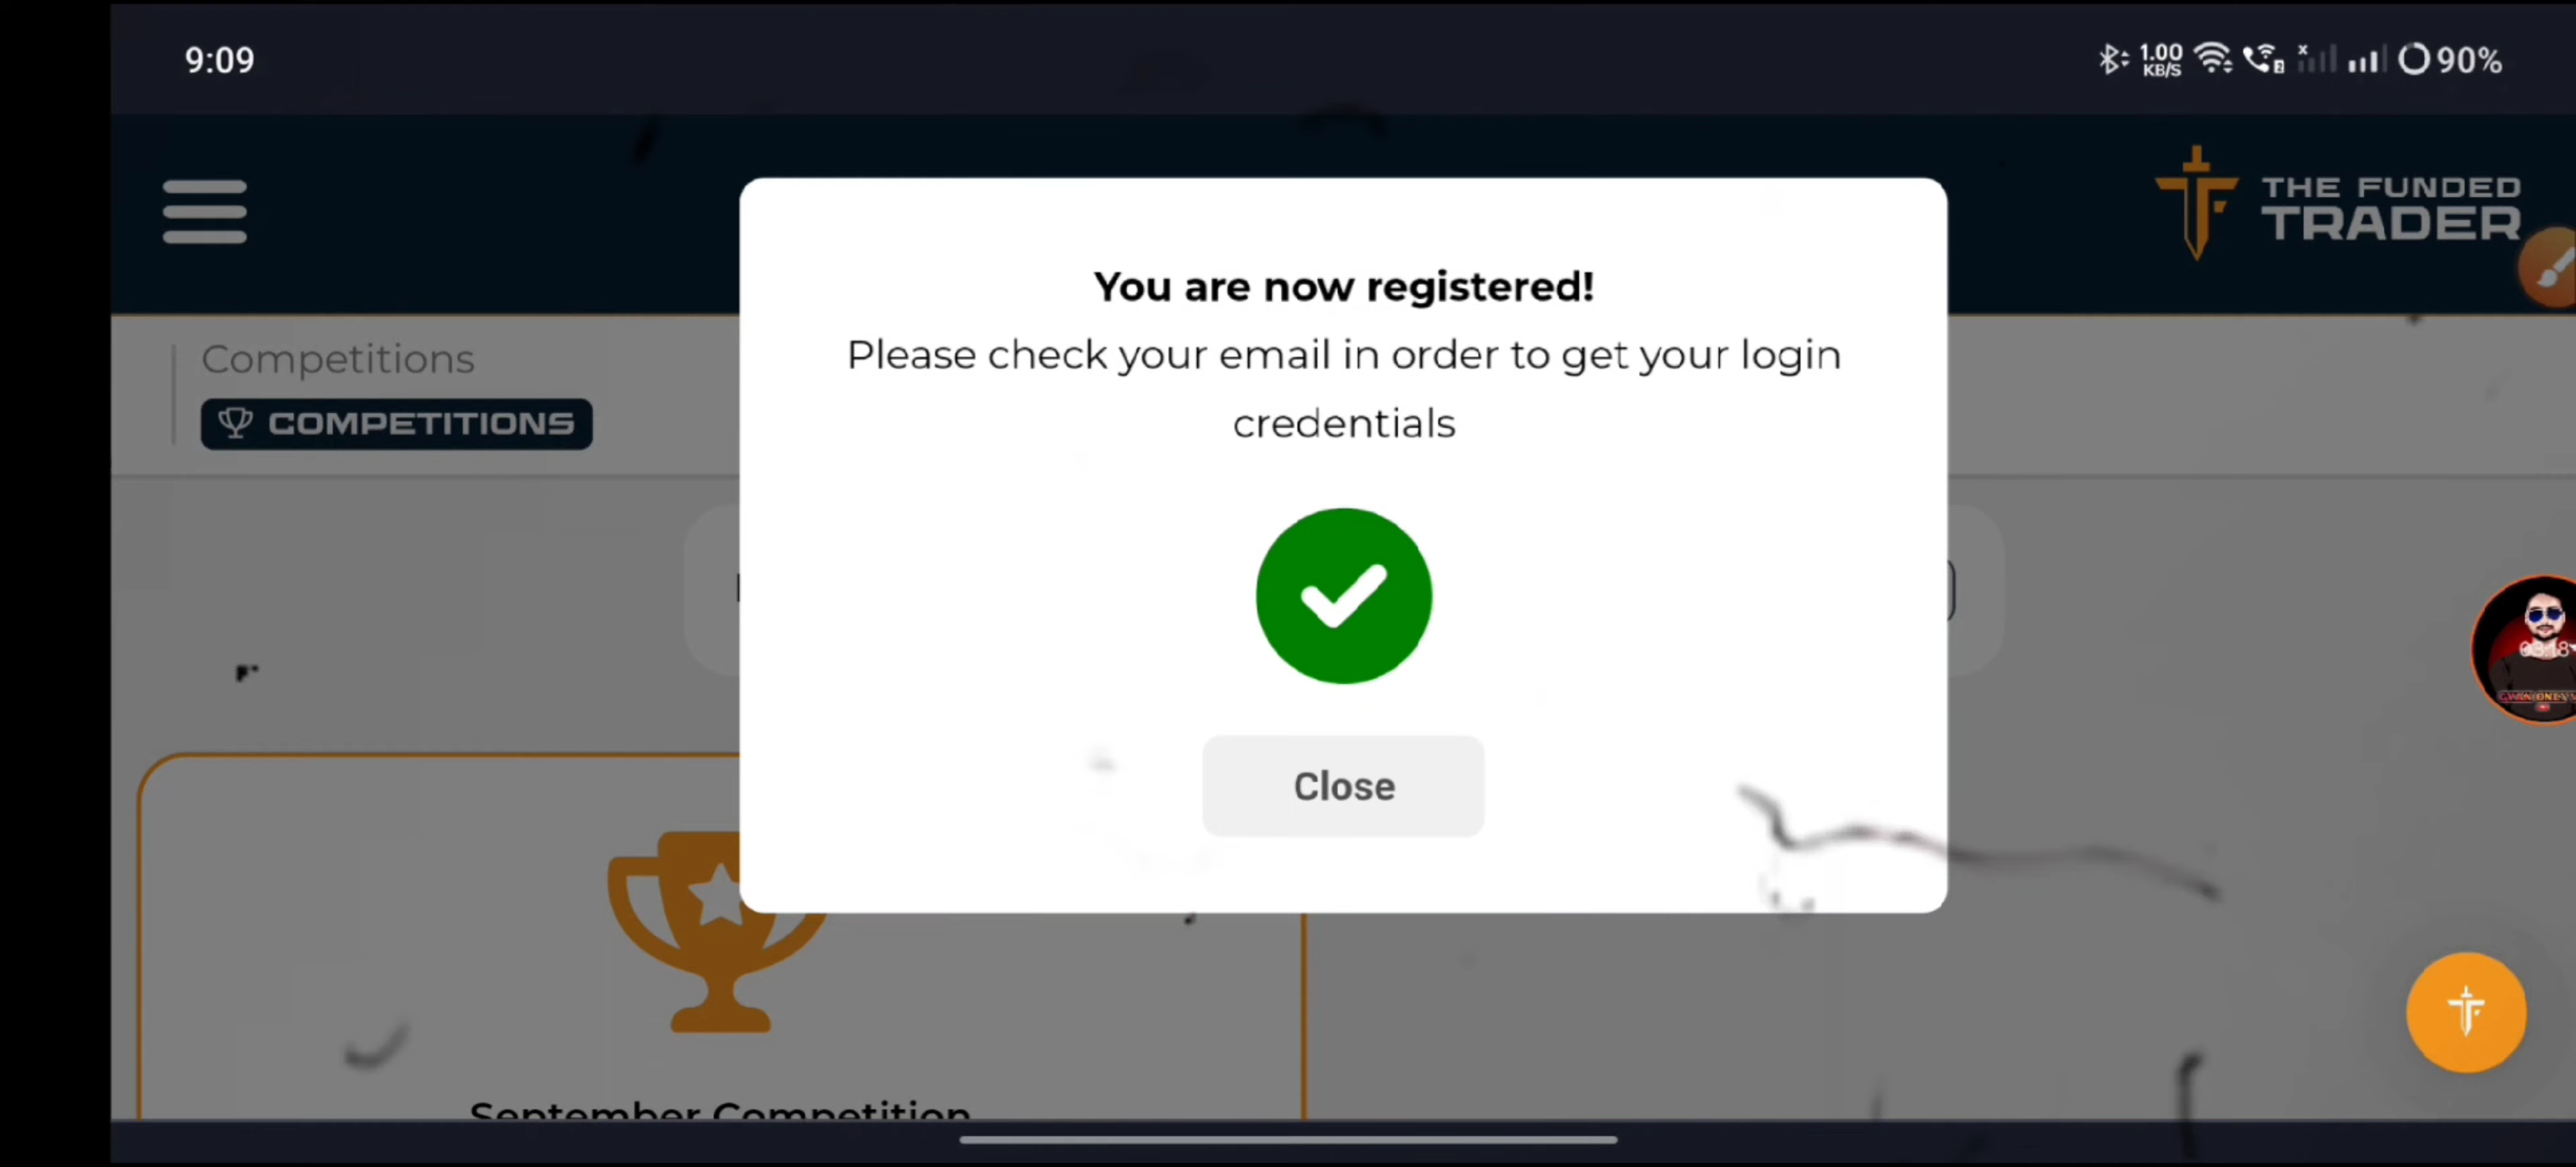 9:09
1.00
KB/S
90%
THE FUNDED
TRADER
Competitions
COMPETITIONS
You are now registered!
Please check your email in order to get your login
credentials
Close
September Competition